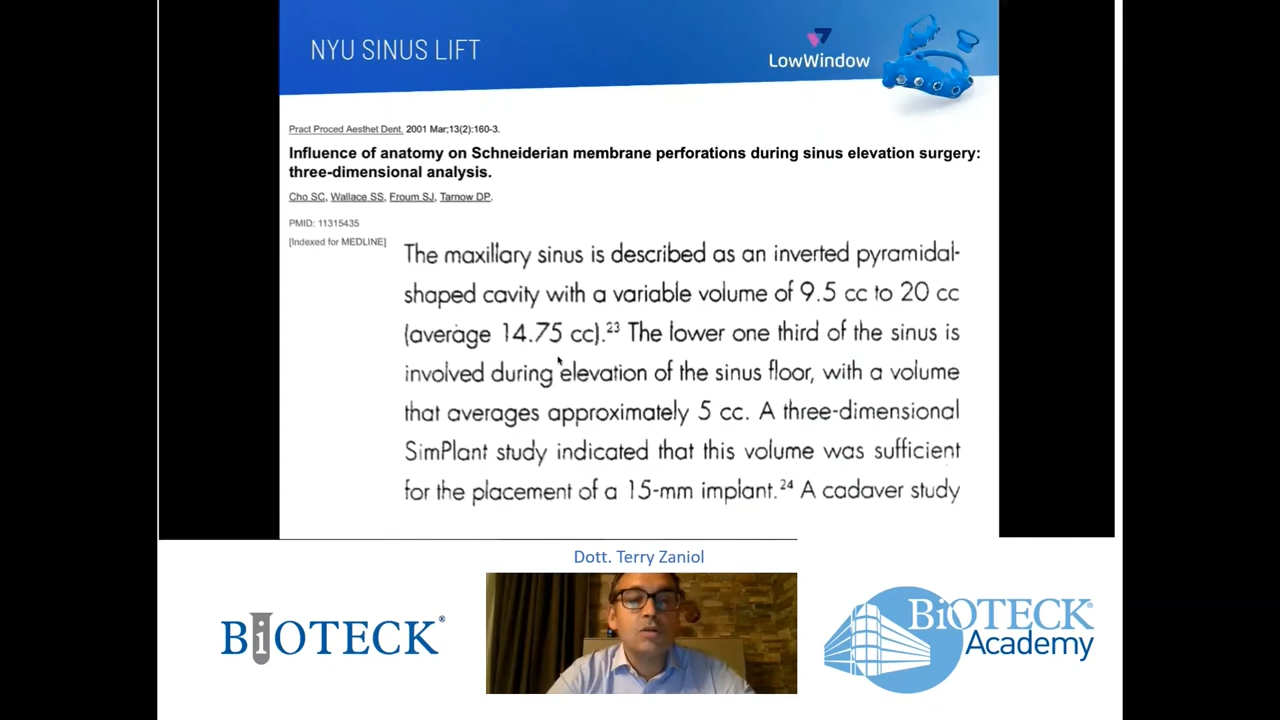 NYU SINUS LIFT
LowWindow
Pract Proced Aesthet Dent. 2001 Mar;13(2):160-3.
Influence of anatomy on Schneiderian membrane perforations during sinus elevation surgery:
three-dimensional analysis.
Cho SC, Wallace SS, Froum SJ, Tarnow DP.
PMID: 11315435
[Indexed for MEDLINE]
The maxillary sinus is described as an inverted pyramidal-
shaped cavity with a variable volume of 9.5 cc to 20 cc
(average 14.75 cc).23 The lower one third of the sinus is
involved during elevation of the sinus floor, with a volume
that averages approximately 5 cc. A three-dimensional
SimPlant study indicated that this volume was sufficient
for the placement of a 15-mm implant.24 A cadaver study
Dott. Terry Zaniol
BiOTECK®
BiOTECK®
Academy